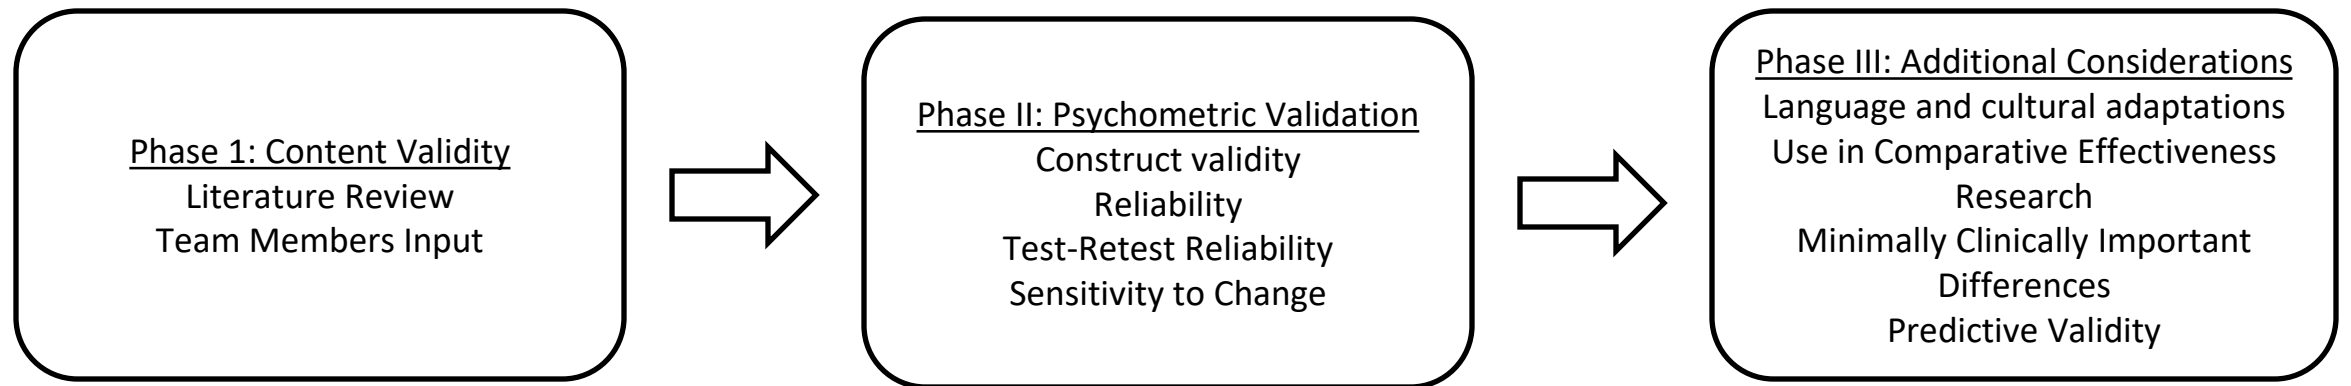 Phase 1: Content Validity
Literature Review
Team Members Input
Phase II: Psychometric Validation
Construct validity
Reliability
Test-Retest Reliability
Sensitivity to Change
Phase III: Additional Considerations
Language and cultural adaptations
Use in Comparative Effectiveness
Research
Minimally Clinically Important
Differences
Predictive Validity